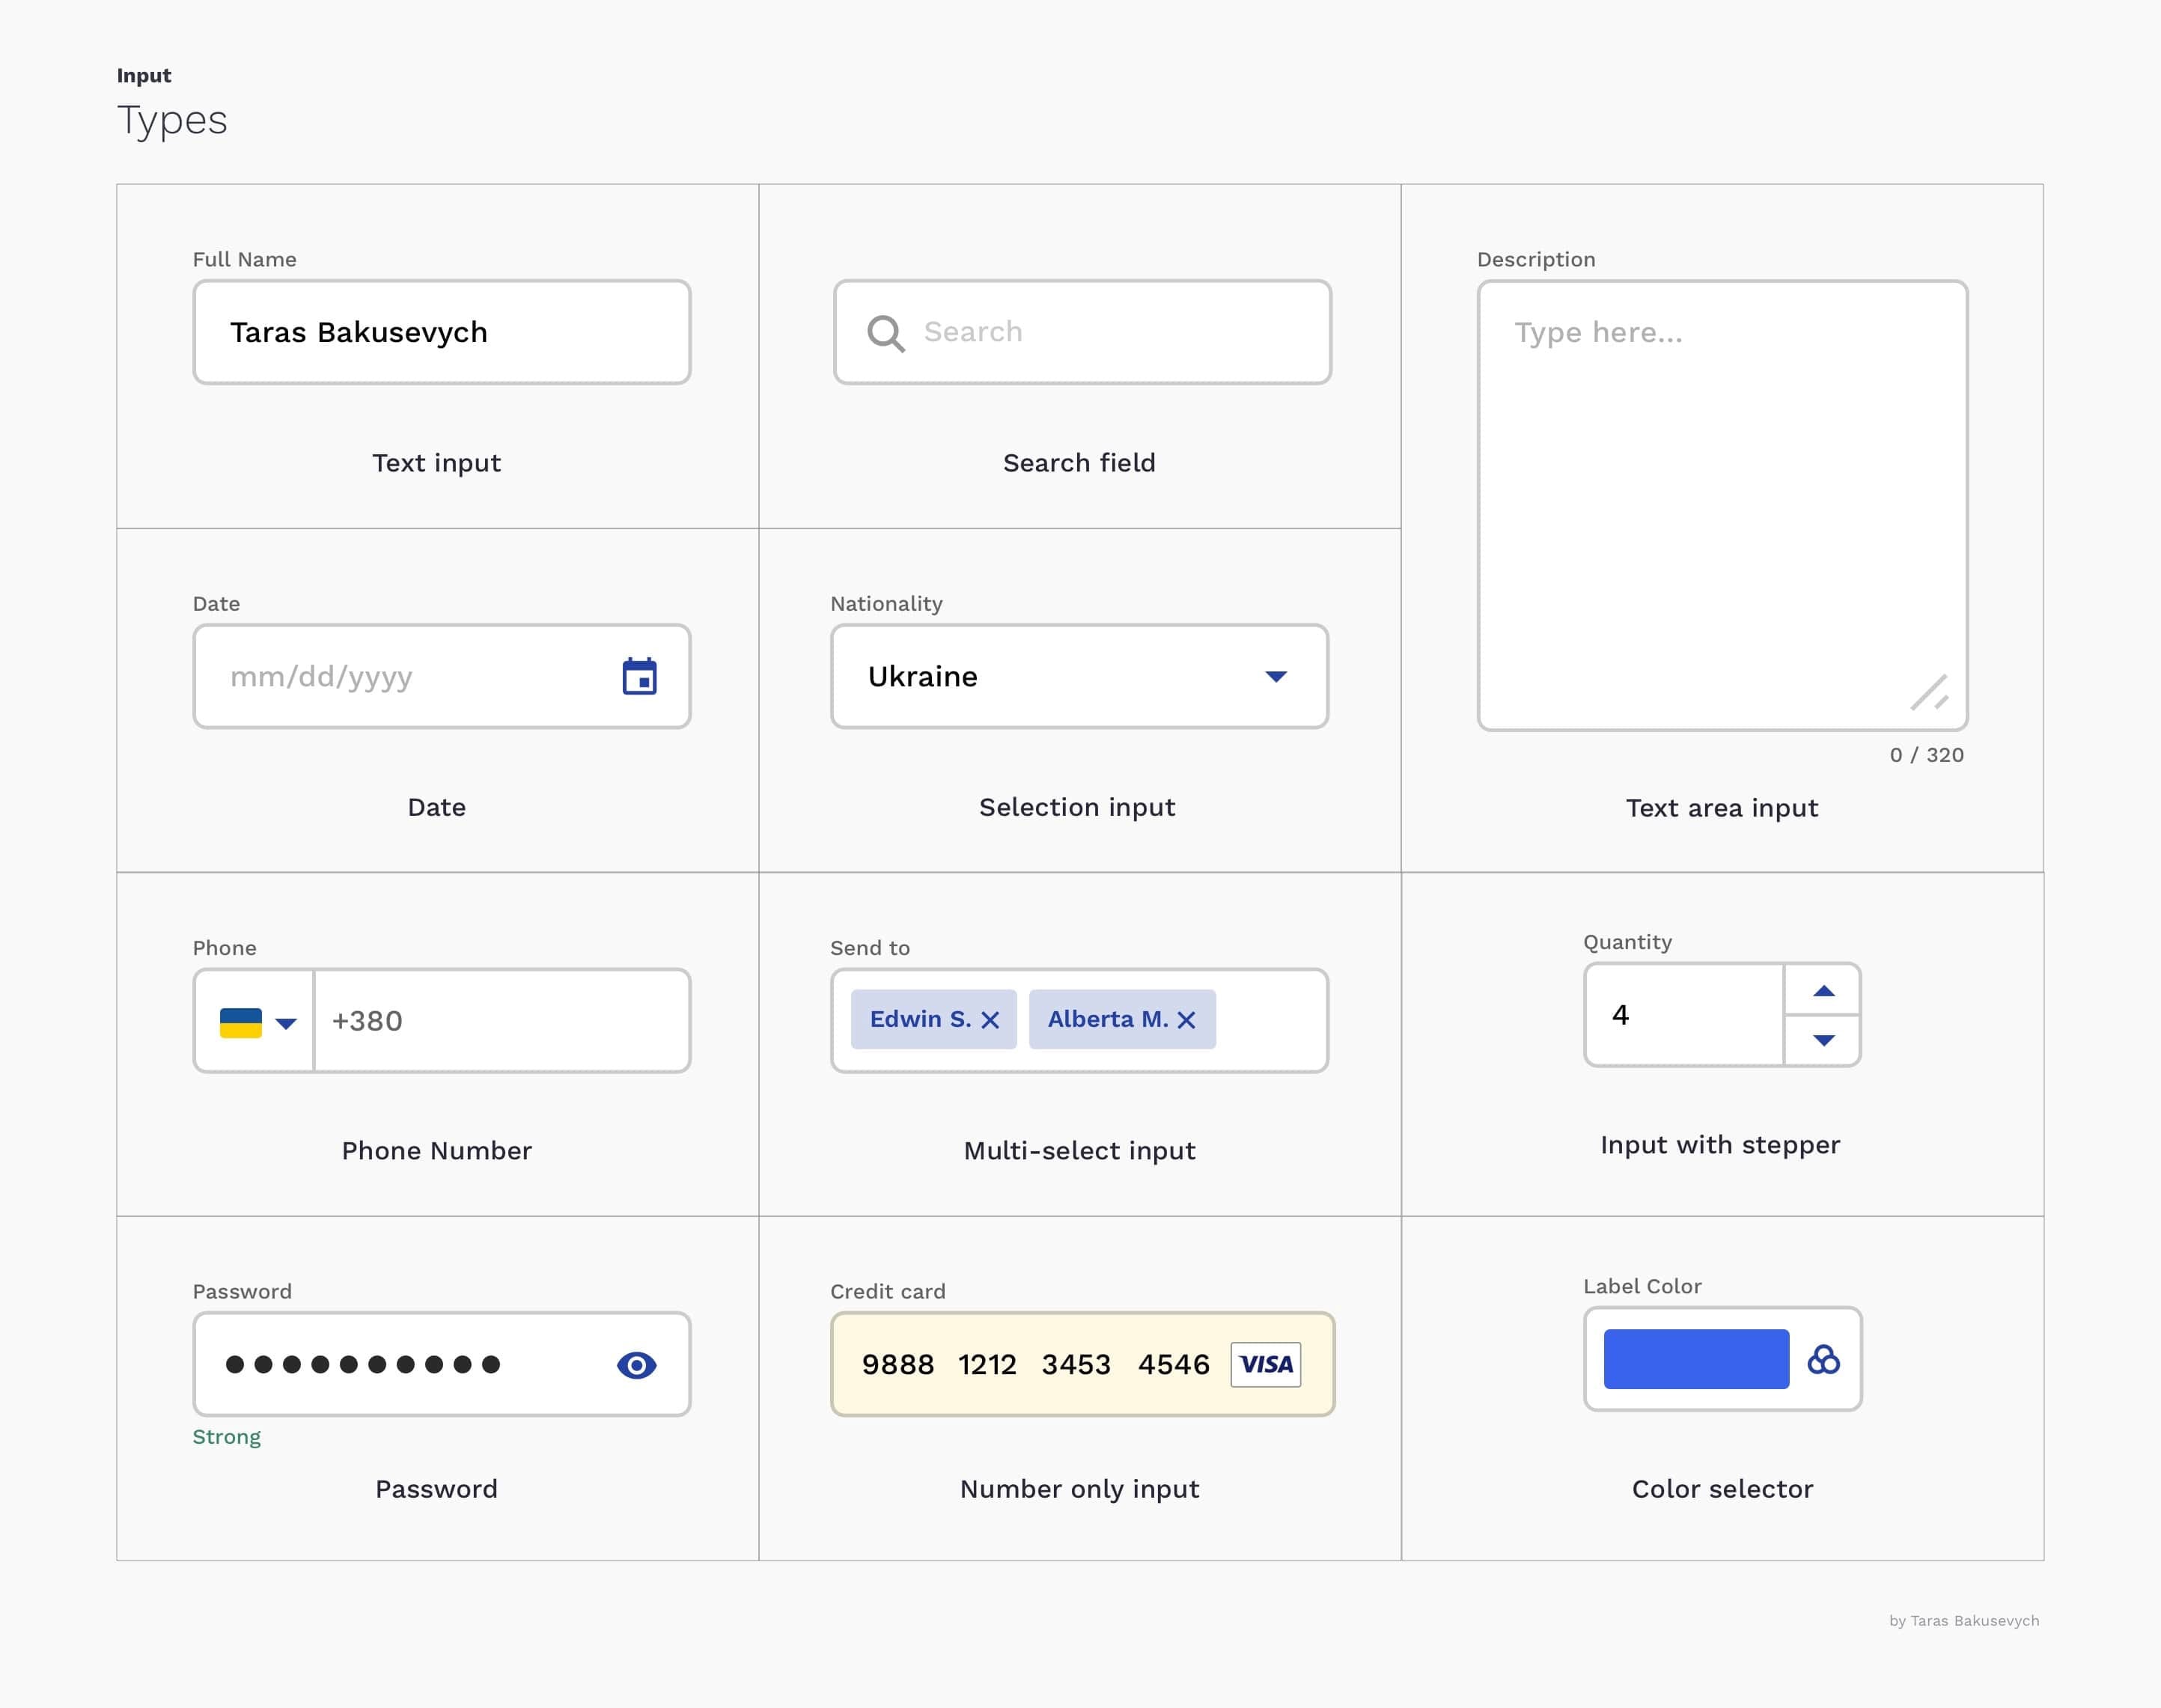 Input
Types
Full Name
Taras Bakusevych
Text input
Search
Search field
Description
Type here...
0 / 320
Text area input
Date
mm/dd/yyyy
Date
Nationality
Ukraine
Selection input
Phone
+380
Phone Number
Send to
Edwin S. Alberta M.
Multi-select input
Quantity
4
Input with stepper
Password
Strong
Password
Credit card
9888 1212 3453 4546 VISA
Number only input
Label Color
Color selector
by Taras Bakusevych